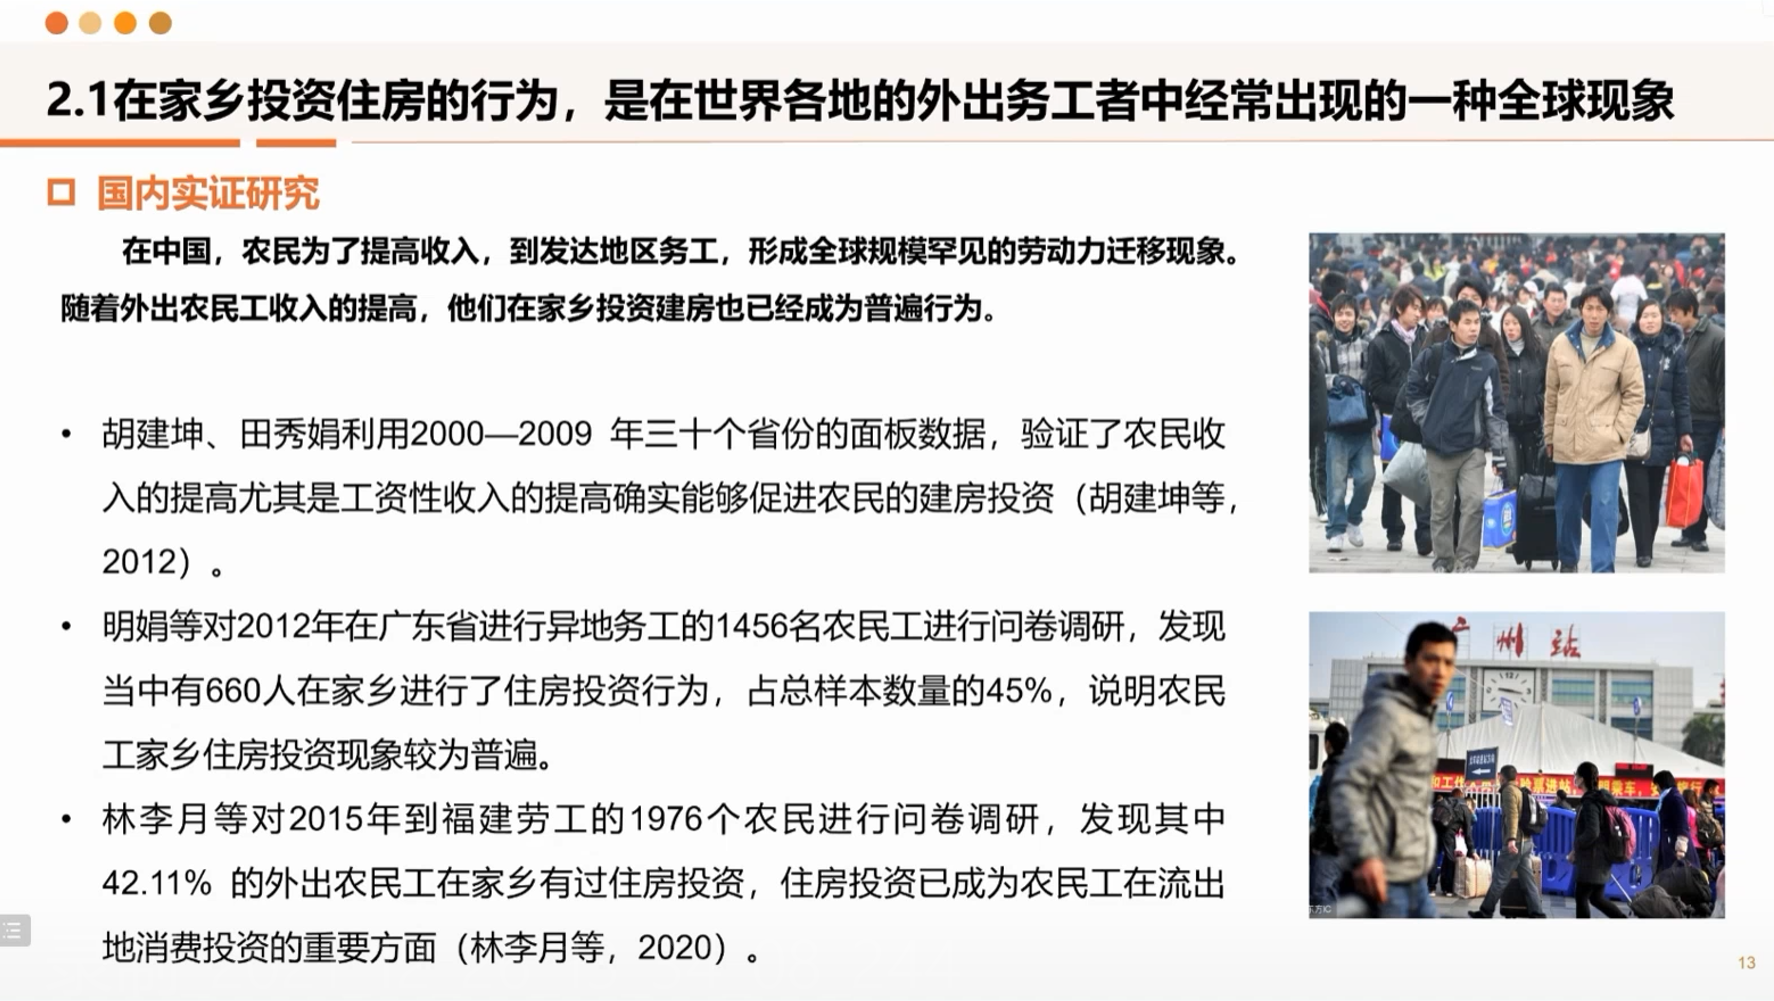 2.1在家乡投资住房的行为，是在世界各地的外出务工者中经常出现的一种全球现象
国内实证研究
在中国，农民为了提高收入，到发达地区务工，形成全球规模罕见的劳动力迁移现象。
随着外出农民工收入的提高，他们在家乡投资建房也已经成为普遍行为。
• 胡建坤、田秀娟利用2000—2009 年三十个省份的面板数据，验证了农民收
入的提高尤其是工资性收入的提高确实能够促进农民的建房投资（胡建坤等，
2012）。
• 明娟等对2012年在广东省进行异地务工的1456名农民工进行问卷调研，发现
当中有660人在家乡进行了住房投资行为，占总样本数量的45%，说明农民
工家乡住房投资现象较为普遍。
• 林李月等对2015年到福建劳工的1976个农民进行问卷调研，发现其中
42.11% 的外出农民工在家乡有过住房投资，住房投资已成为农民工在流出
地消费投资的重要方面（林李月等，2020）。
广州站
东方IC
13